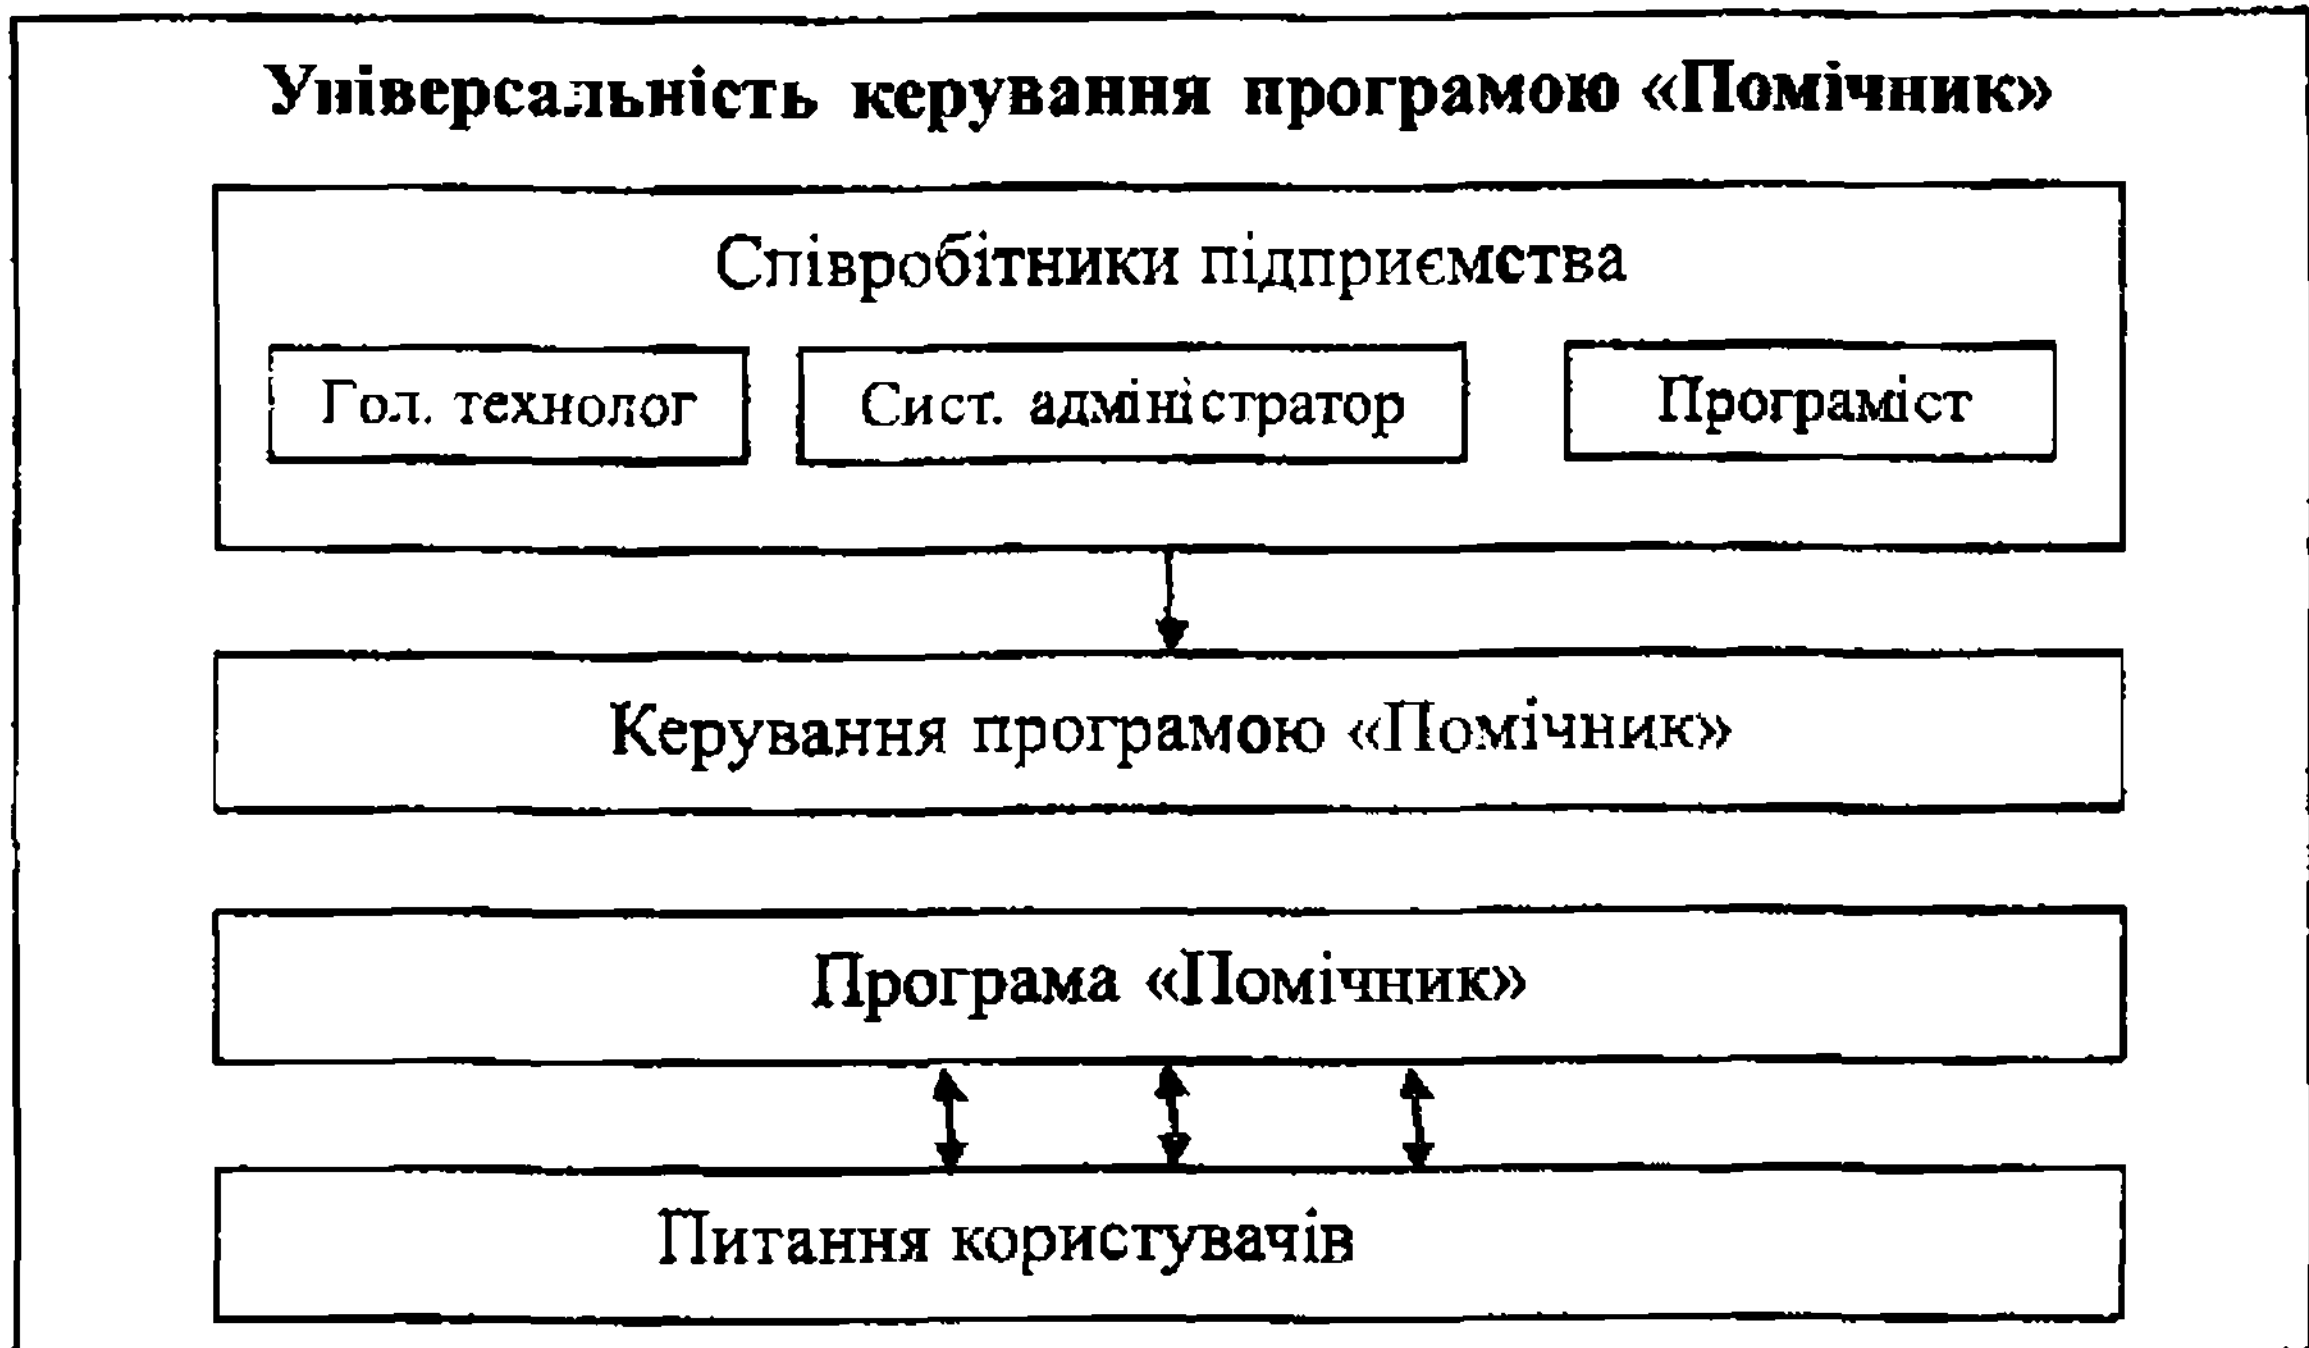 Універсальність керування програмою «Помічник»
Співробітники підприємства
Гол. технолог
Сист. адміністратор
Програміст
Керування програмою «Помічник»
Програма «Помічник»
Питання користувачів